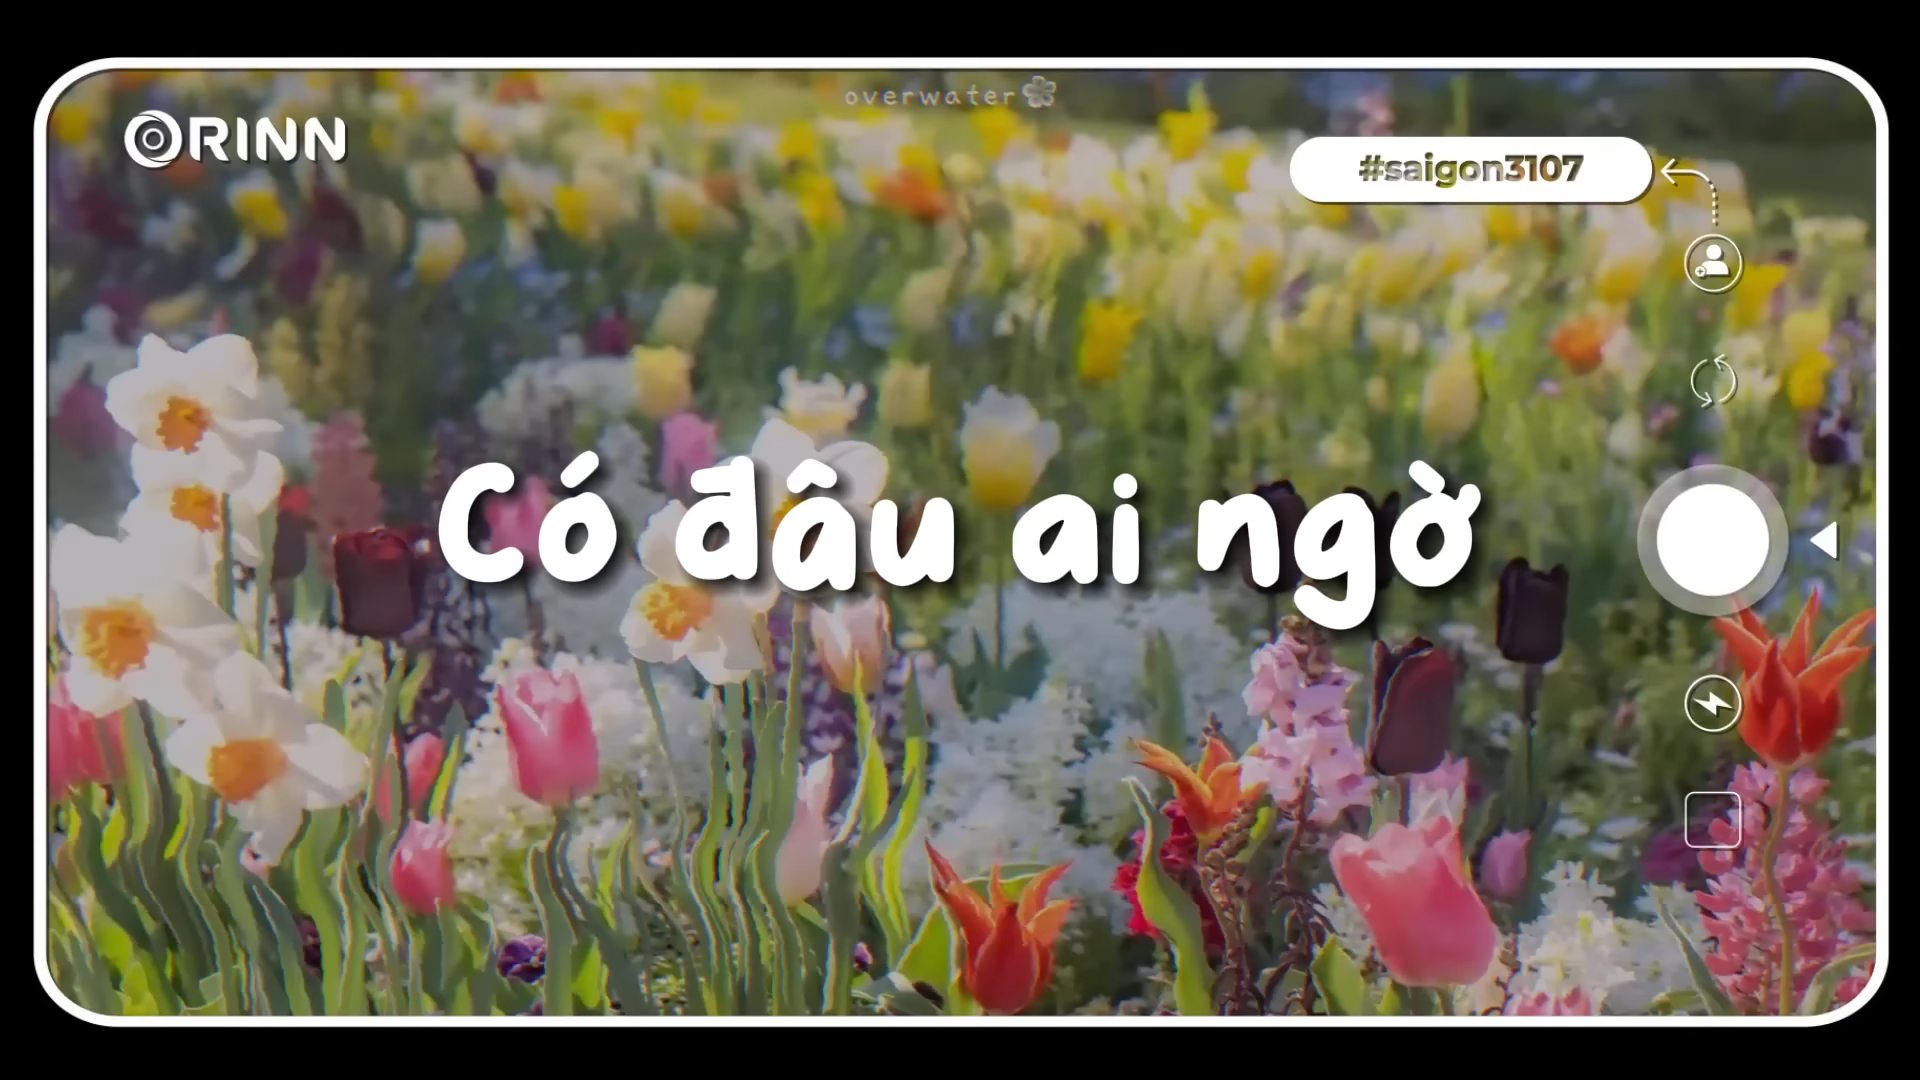 overwater
ORINN
#saigon3107
Có đâu ai ngờ